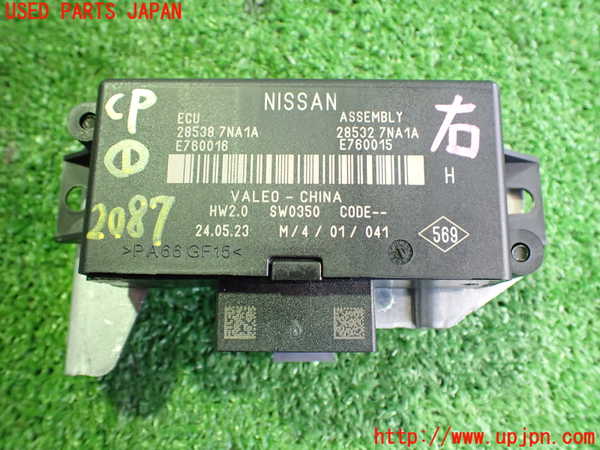 USED PARTS JAPAN
CP
①
2087
NISSAN
ECU
28538 7NA1A
E760016
ASSEMBLY
28532 7NA1A
E760015
右
H
VALEO - CHINA
HW2.0 SW0350 CODE--
24.05.23 M/4/01/041
569
>PA66 GF15<
http://www.upjpn.com/